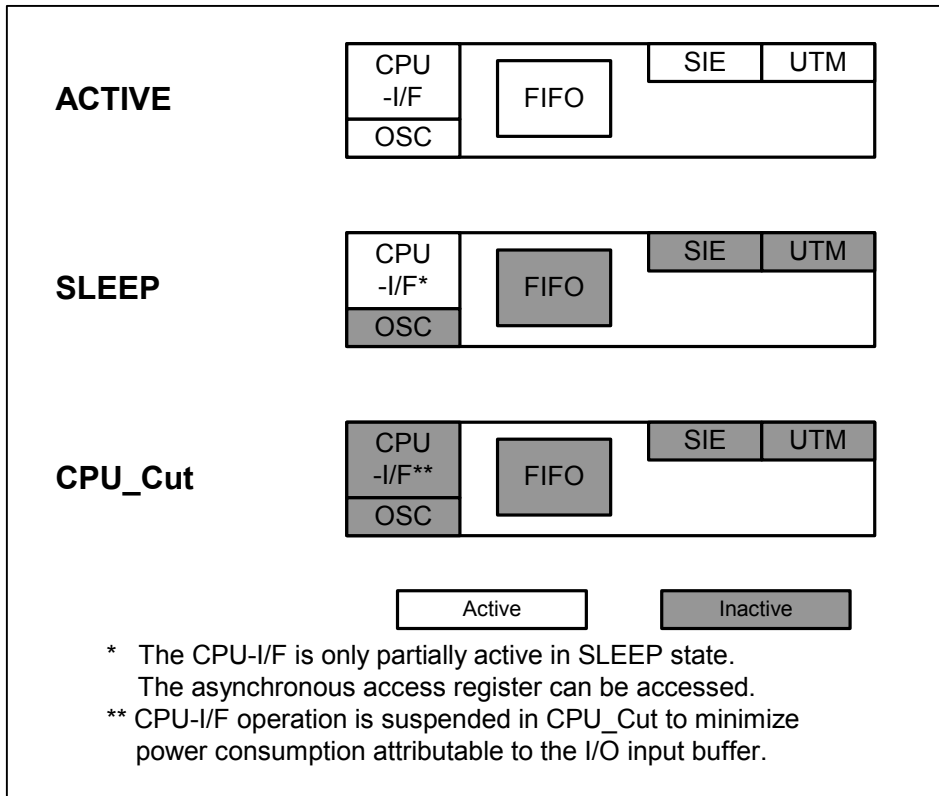 ACTIVE
CPU
-I/F
OSC
FIFO
SIE
UTM
SLEEP
CPU
-I/F*
OSC
FIFO
SIE
UTM
CPU_Cut
CPU
-I/F**
OSC
FIFO
SIE
UTM
Active
Inactive
* The CPU-I/F is only partially active in SLEEP state.
The asynchronous access register can be accessed.
** CPU-I/F operation is suspended in CPU_Cut to minimize
power consumption attributable to the I/O input buffer.